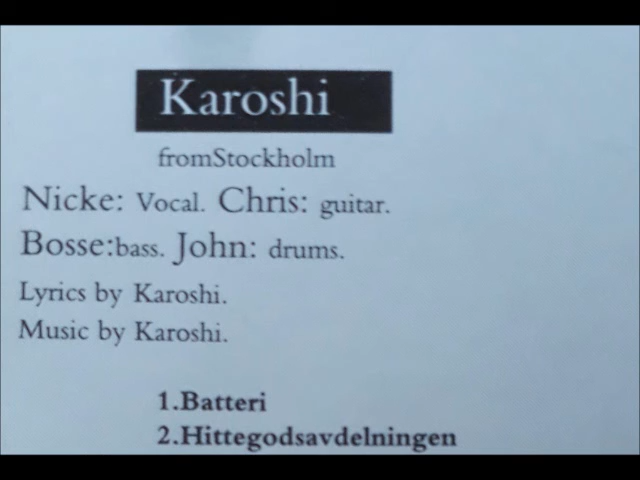 Karoshi
fromStockholm
Nicke: Vocal. Chris: guitar.
Bosse:bass. John: drums.
Lyrics by Karoshi.
Music by Karoshi.
1.Batteri
2.Hittegodsavdelningen